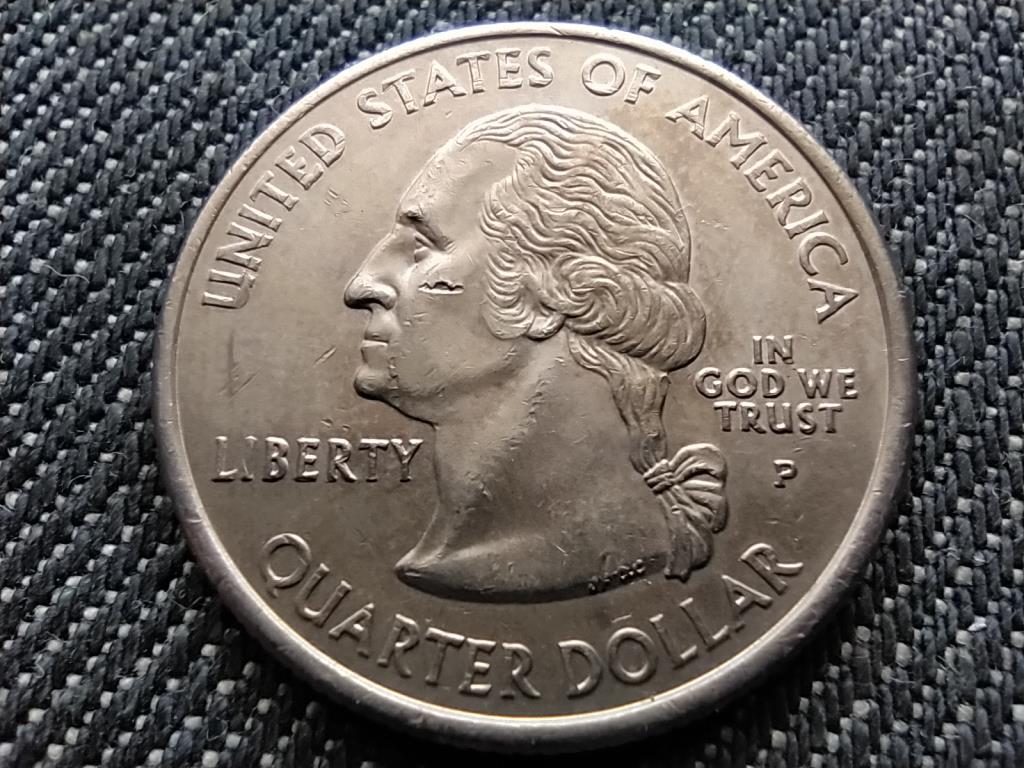 UNITED STATES OF AMERICA
LIBERTY
IN
GOD WE
TRUST
P
QUARTER DOLLAR